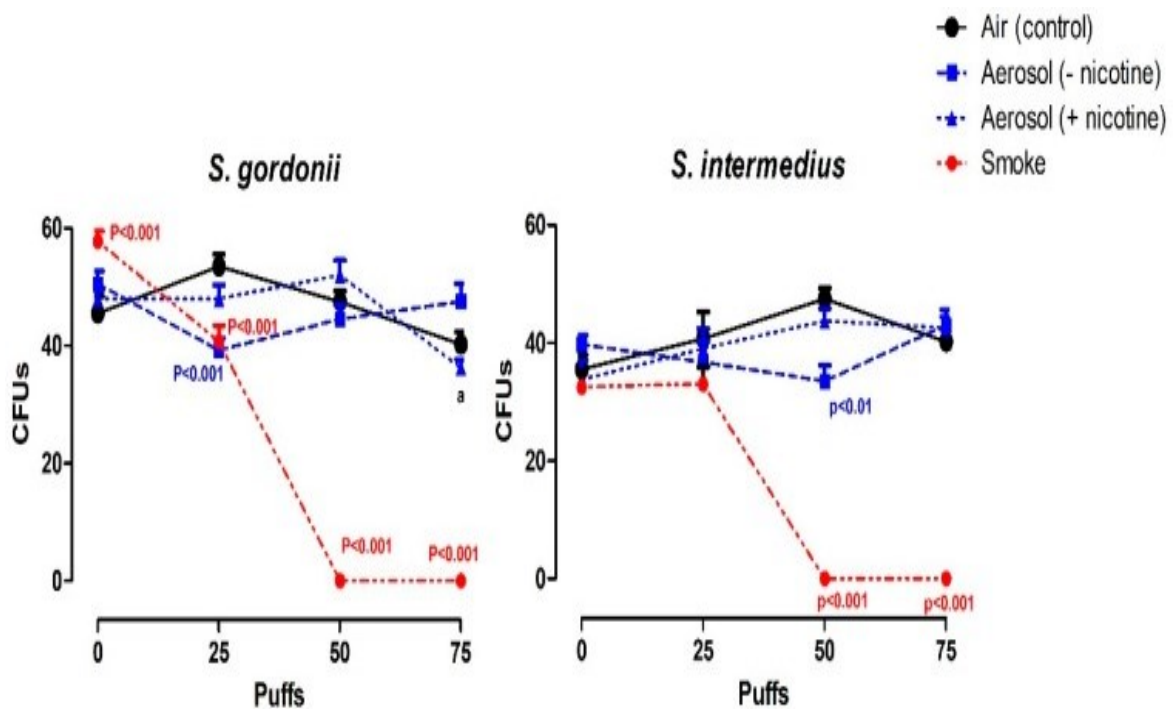 Air (control)
Aerosol (- nicotine)
Aerosol (+ nicotine)
Smoke
S. gordonii
60
40
20
0
CFUs
P<0.001
P<0.001
P<0.001
a
P<0.001
P<0.001
0 25 50 75
Puffs
S. intermedius
60
40
20
0
CFUs
p<0.01
p<0.001
p<0.001
0 25 50 75
Puffs